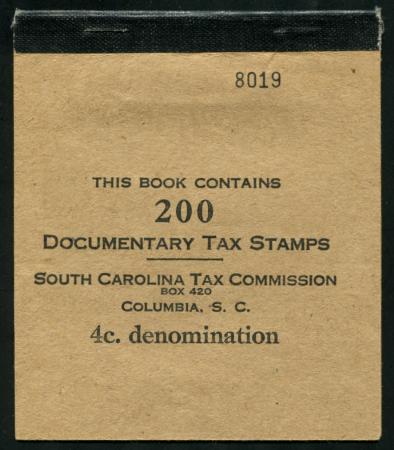 8019
THIS BOOK CONTAINS
200
DOCUMENTARY TAX STAMPS
SOUTH CAROLINA TAX COMMISSION
BOX 420
COLUMBIA, S. C.
4c. denomination